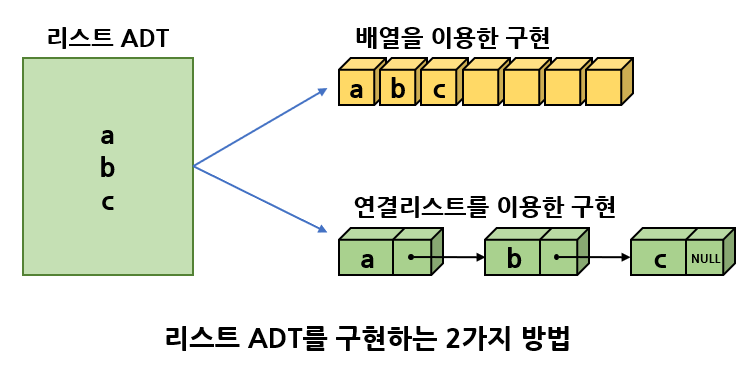 리스트 ADT
a
b
c
배열을 이용한 구현
a b c
연결리스트를 이용한 구현
a b c NULL
리스트 ADT를 구현하는 2가지 방법